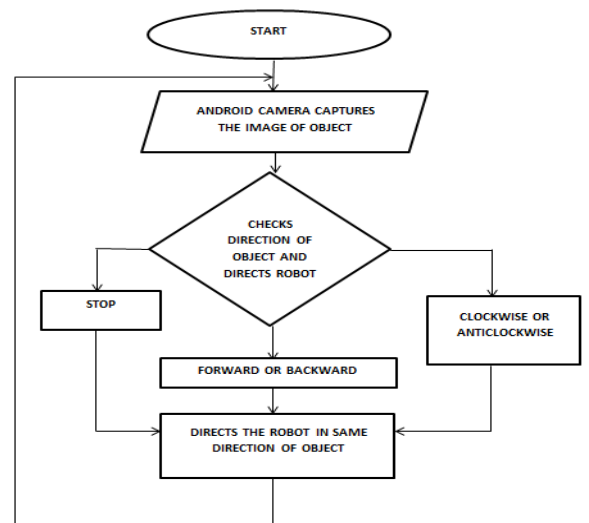 START
ANDROID CAMERA CAPTURES
THE IMAGE OF OBJECT
CHECKS
DIRECTION OF
OBJECT AND
DIRECTS ROBOT
STOP
CLOCKWISE OR
ANTICLOCKWISE
FORWARD OR BACKWARD
DIRECTS THE ROBOT IN SAME
DIRECTION OF OBJECT